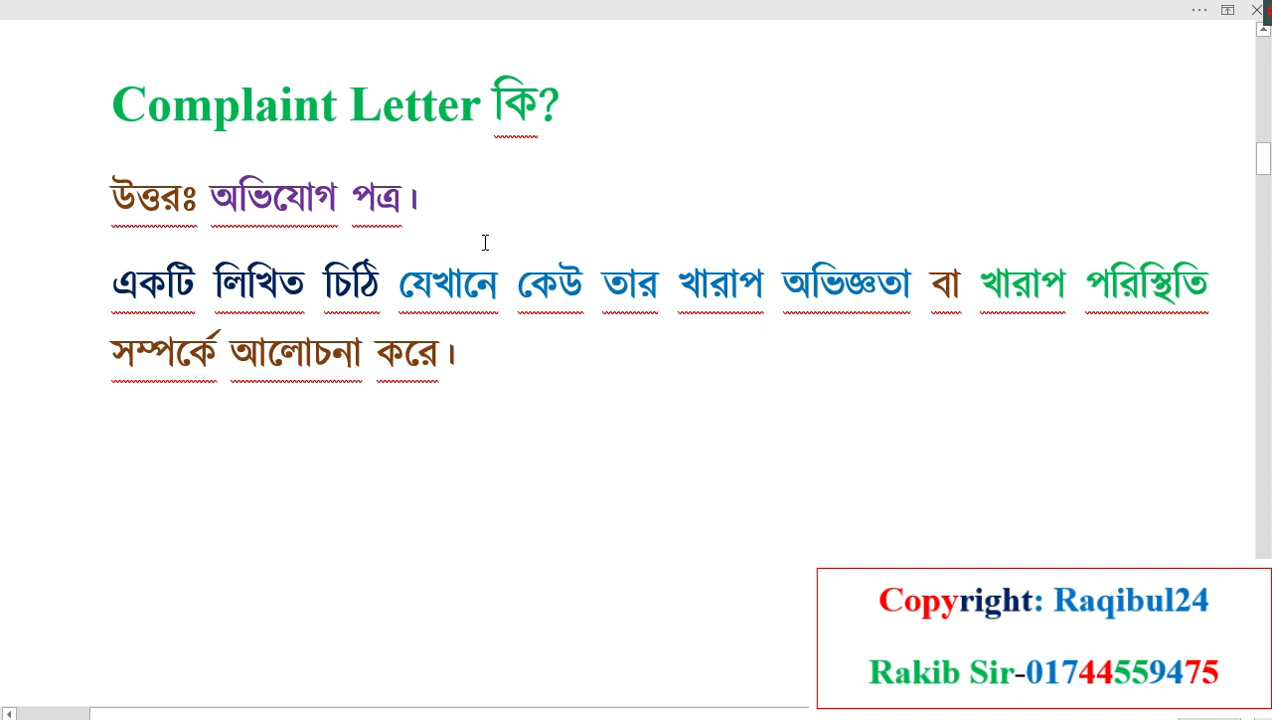 Complaint Letter কি?
উত্তরঃ অভিযোগ পত্র।
একটি লিখিত চিঠি যেখানে কেউ তার খারাপ অভিজ্ঞতা বা খারাপ পরিস্থিতি
সম্পর্কে আলোচনা করে।
Copyright: Raqibul24
Rakib Sir-01744559475